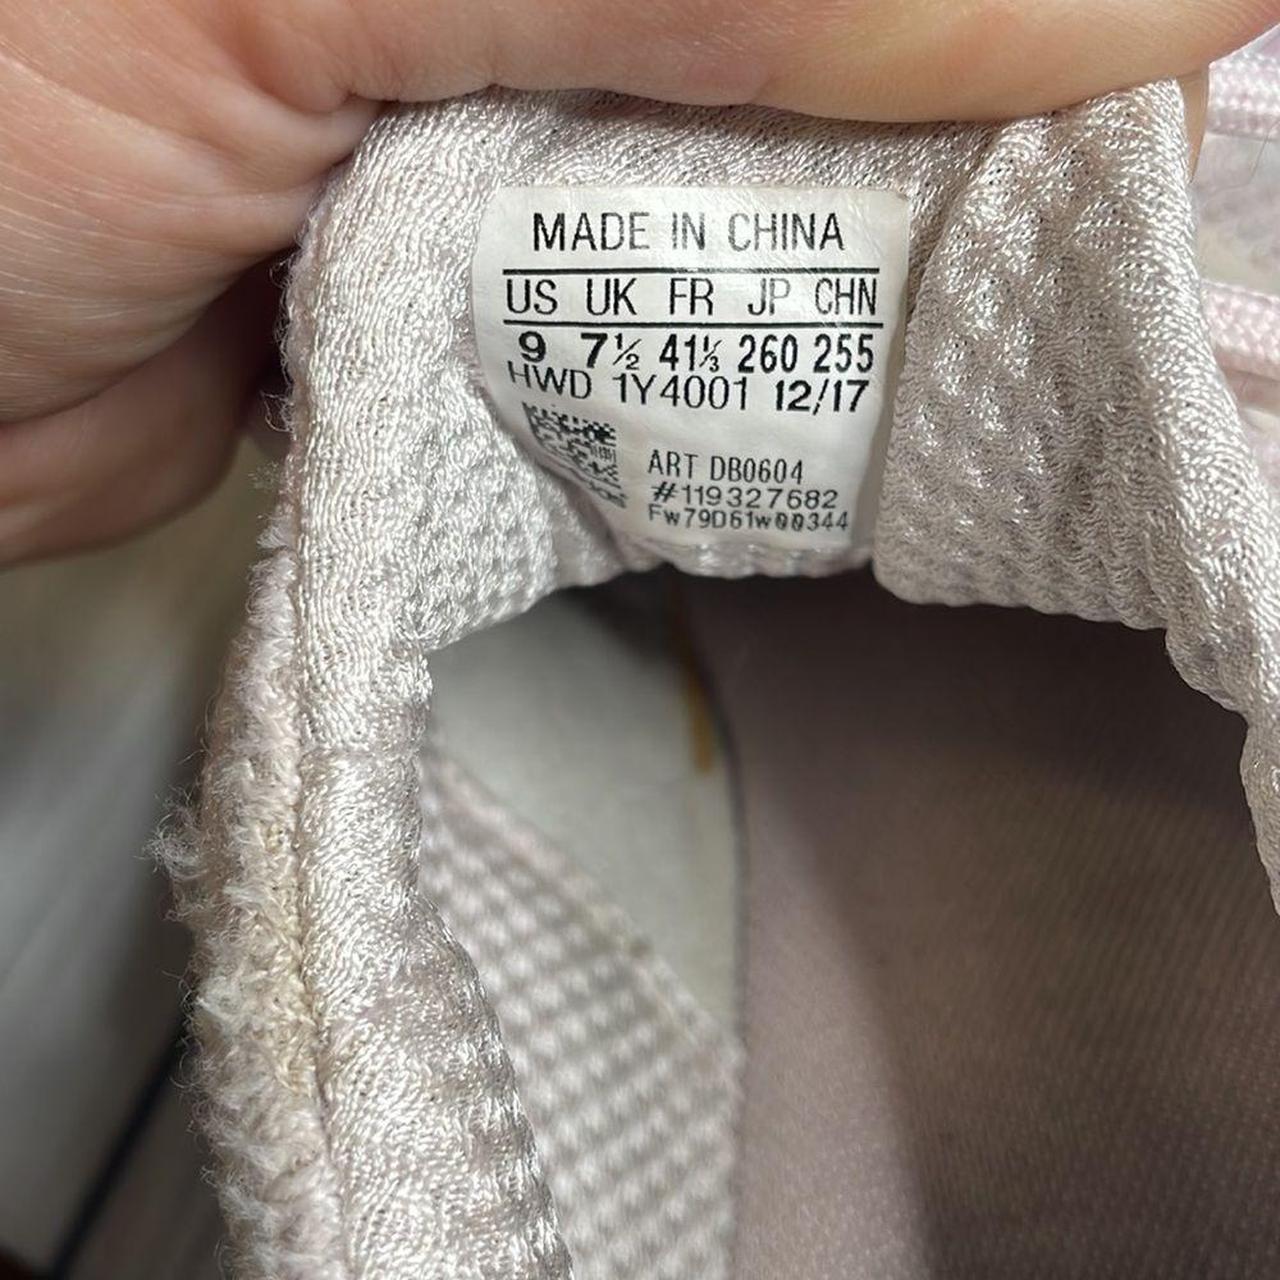 MADE IN CHINA
US UK FR JP CHN
9 7½ 41⅓ 260 255
HWD 1Y4001 12/17
ART DB0604
#119327682
Fw79D61w00344